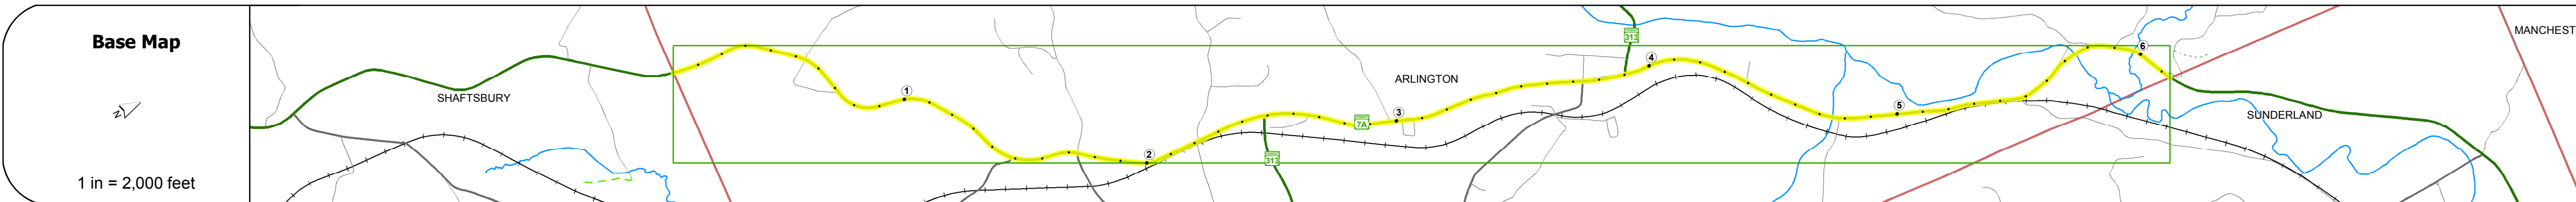 Base Map
N
1 in = 2,000 feet
SHAFTSBURY
1
2
313
7A
3
ARLINGTON
313
4
5
6
SUNDERLAND
MANCHEST